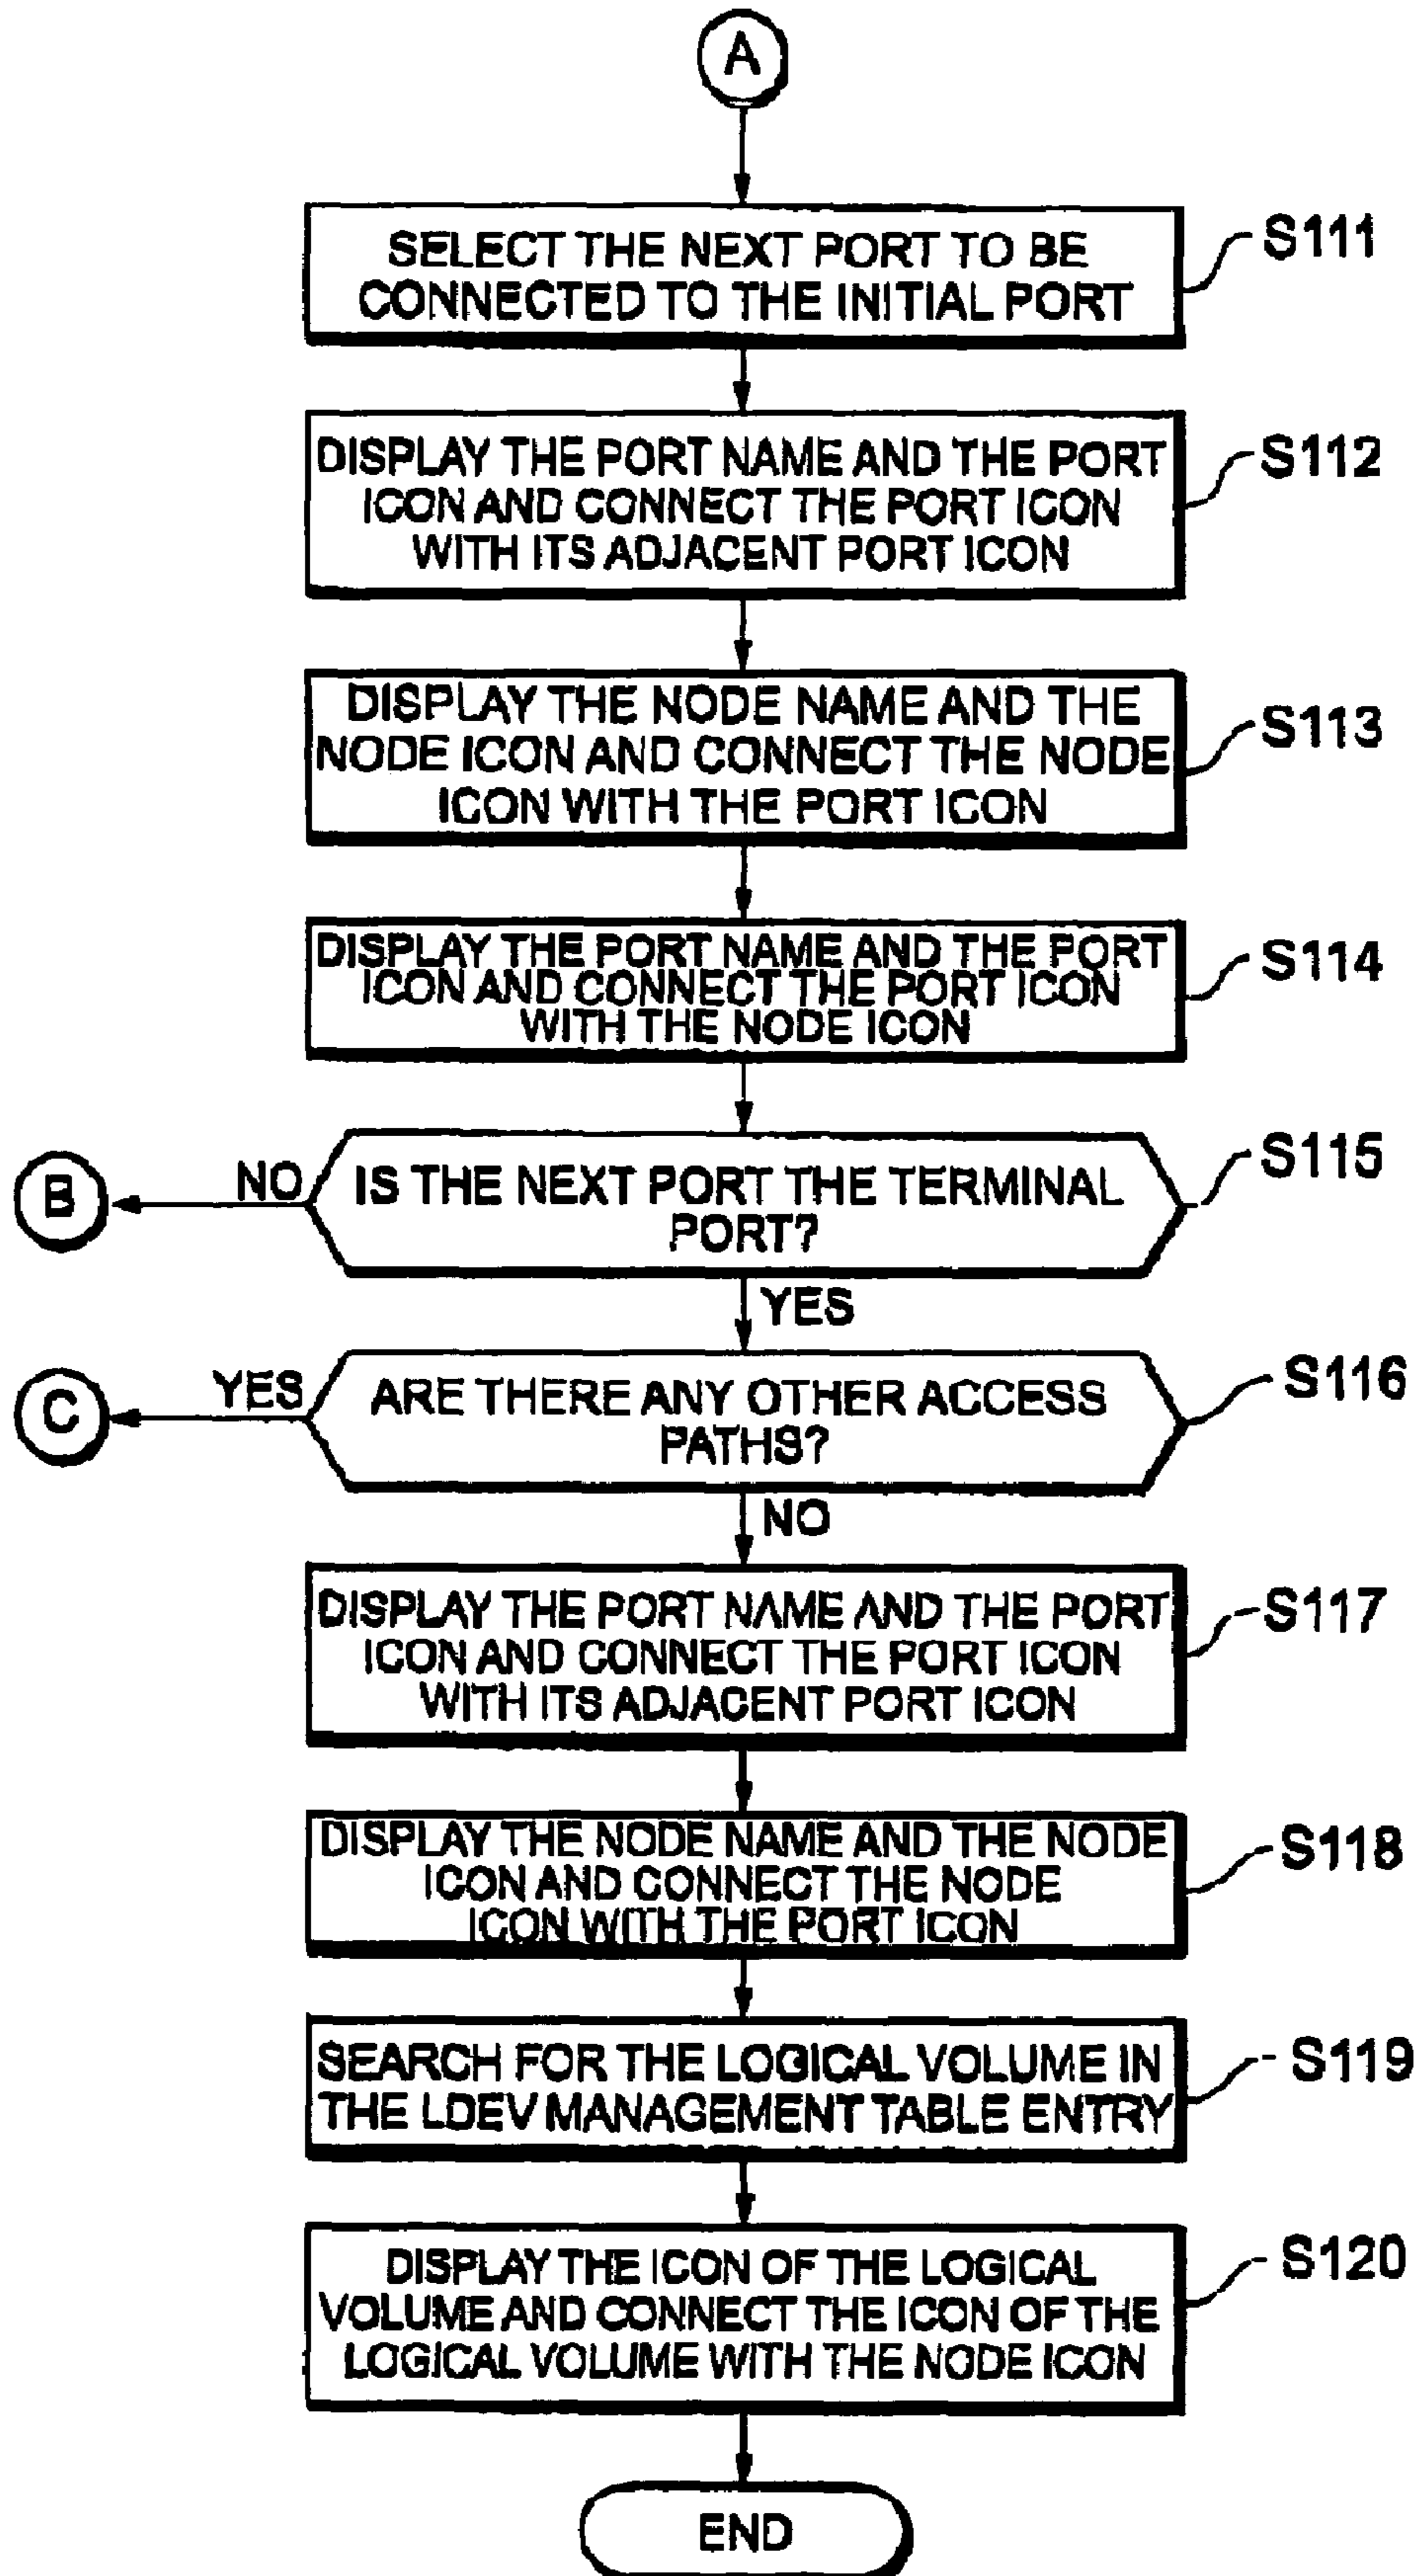 A
SELECT THE NEXT PORT TO BE
CONNECTED TO THE INITIAL PORT
S111
DISPLAY THE PORT NAME AND THE PORT
ICON AND CONNECT THE PORT ICON
WITH ITS ADJACENT PORT ICON
S112
DISPLAY THE NODE NAME AND THE
NODE ICON AND CONNECT THE NODE
ICON WITH THE PORT ICON
S113
DISPLAY THE PORT NAME AND THE PORT
ICON AND CONNECT THE PORT ICON
WITH THE NODE ICON
S114
B
NO
IS THE NEXT PORT THE TERMINAL
PORT?
S115
YES
C
YES
ARE THERE ANY OTHER ACCESS
PATHS?
S116
NO
DISPLAY THE PORT NAME AND THE PORT
ICON AND CONNECT THE PORT ICON
WITH ITS ADJACENT PORT ICON
S117
DISPLAY THE NODE NAME AND THE NODE
ICON AND CONNECT THE NODE
ICON WITH THE PORT ICON
S118
SEARCH FOR THE LOGICAL VOLUME IN
THE LDEV MANAGEMENT TABLE ENTRY
S119
DISPLAY THE ICON OF THE LOGICAL
VOLUME AND CONNECT THE ICON OF THE
LOGICAL VOLUME WITH THE NODE ICON
S120
END